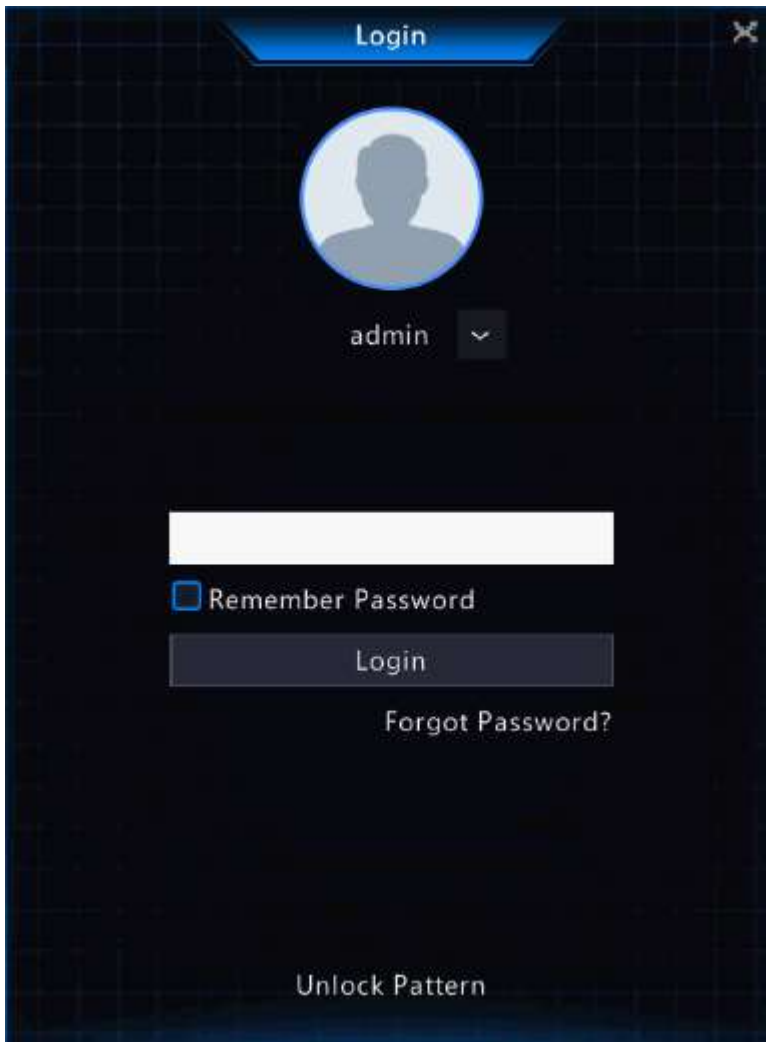 Login
admin
Remember Password
Login
Forgot Password?
Unlock Pattern